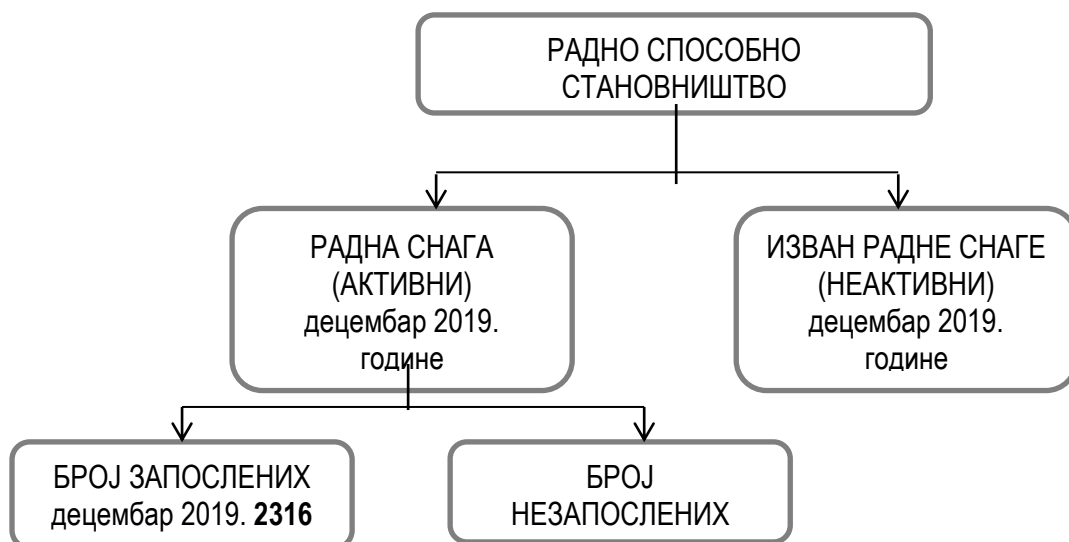 РАДНО СПОСОБНО
СТАНОВНИШТВО
РАДНА СНАГА
(АКТИВНИ)
децембар 2019.
године
ИЗВАН РАДНЕ СНАГЕ
(НЕАКТИВНИ)
децембар 2019.
године
БРОЈ ЗАПОСЛЕНИХ
децембар 2019. 2316
БРОЈ
НЕЗАПОСЛЕНИХ